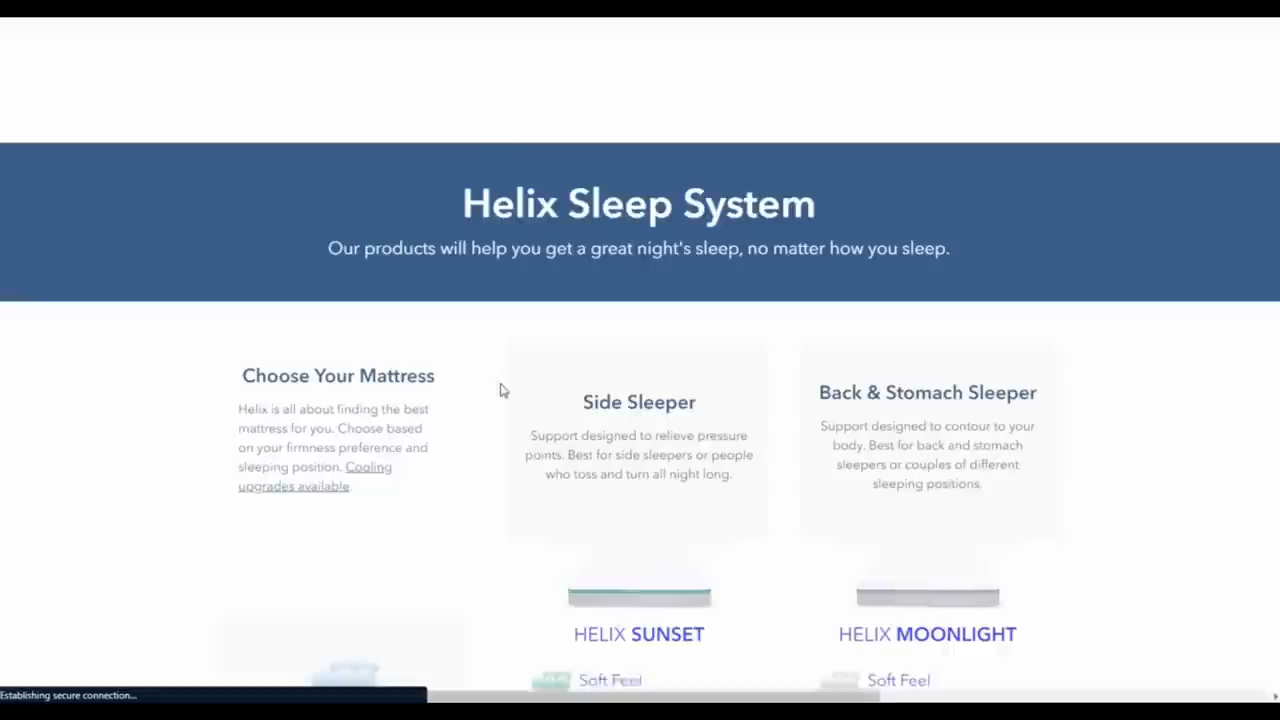 Helix Sleep System
Our products will help you get a great night's sleep, no matter how you sleep.
Choose Your Mattress
Helix is all about finding the best
mattress for you. Choose based
on your firmness preference and
sleeping position. Cooling
upgrades available
Side Sleeper
Support designed to relieve pressure
points. Best for side sleepers or people
who toss and turn all night long.
Back & Stomach Sleeper
Support designed to contour to your
body. Best for back and stomach
sleepers or couples of different
sleeping positions.
HELIX SUNSET
Soft Feel
HELIX MOONLIGHT
Soft Feel
Establishing secure connection...